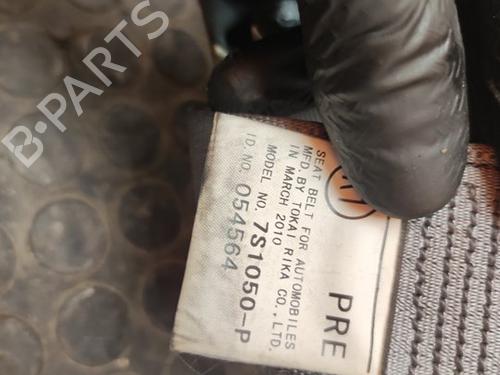 SEAT BELT FOR AUTOMOBILES
MFD. BY TOKAI RIKA CO., LTD.
IN MARCH 2010
MODEL NO. 7S1050-P
ID. NO. 054564
PRE
B-PARTS